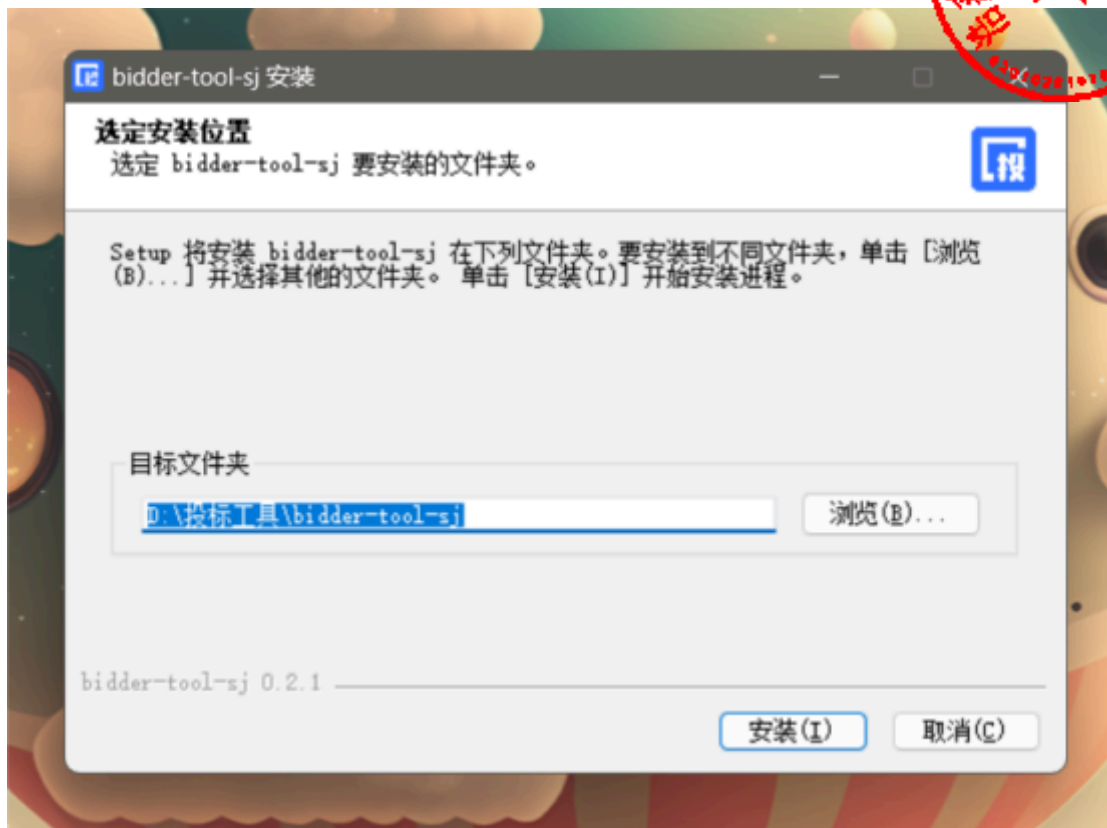 bidder-tool-sj 安装
选定安装位置
选定 bidder-tool-sj 要安装的文件夹。
投
Setup 将安装 bidder-tool-sj 在下列文件夹。要安装到不同文件夹，单击 [浏览
(B)...] 并选择其他的文件夹。 单击 [安装(I)] 开始安装进程。
目标文件夹
D:\投标工具\bidder-tool-sj
浏览(B)...
bidder-tool-sj 0.2.1
安装(I)
取消(C)